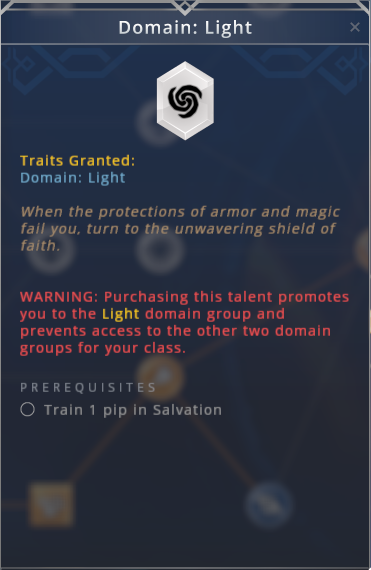 Domain: Light
Traits Granted:
Domain: Light
When the protections of armor and magic
fail you, turn to the unwavering shield of
faith.
WARNING: Purchasing this talent promotes
you to the Light domain group and
prevents access to the other two domain
groups for your class.
PREREQUISITES
Train 1 pip in Salvation